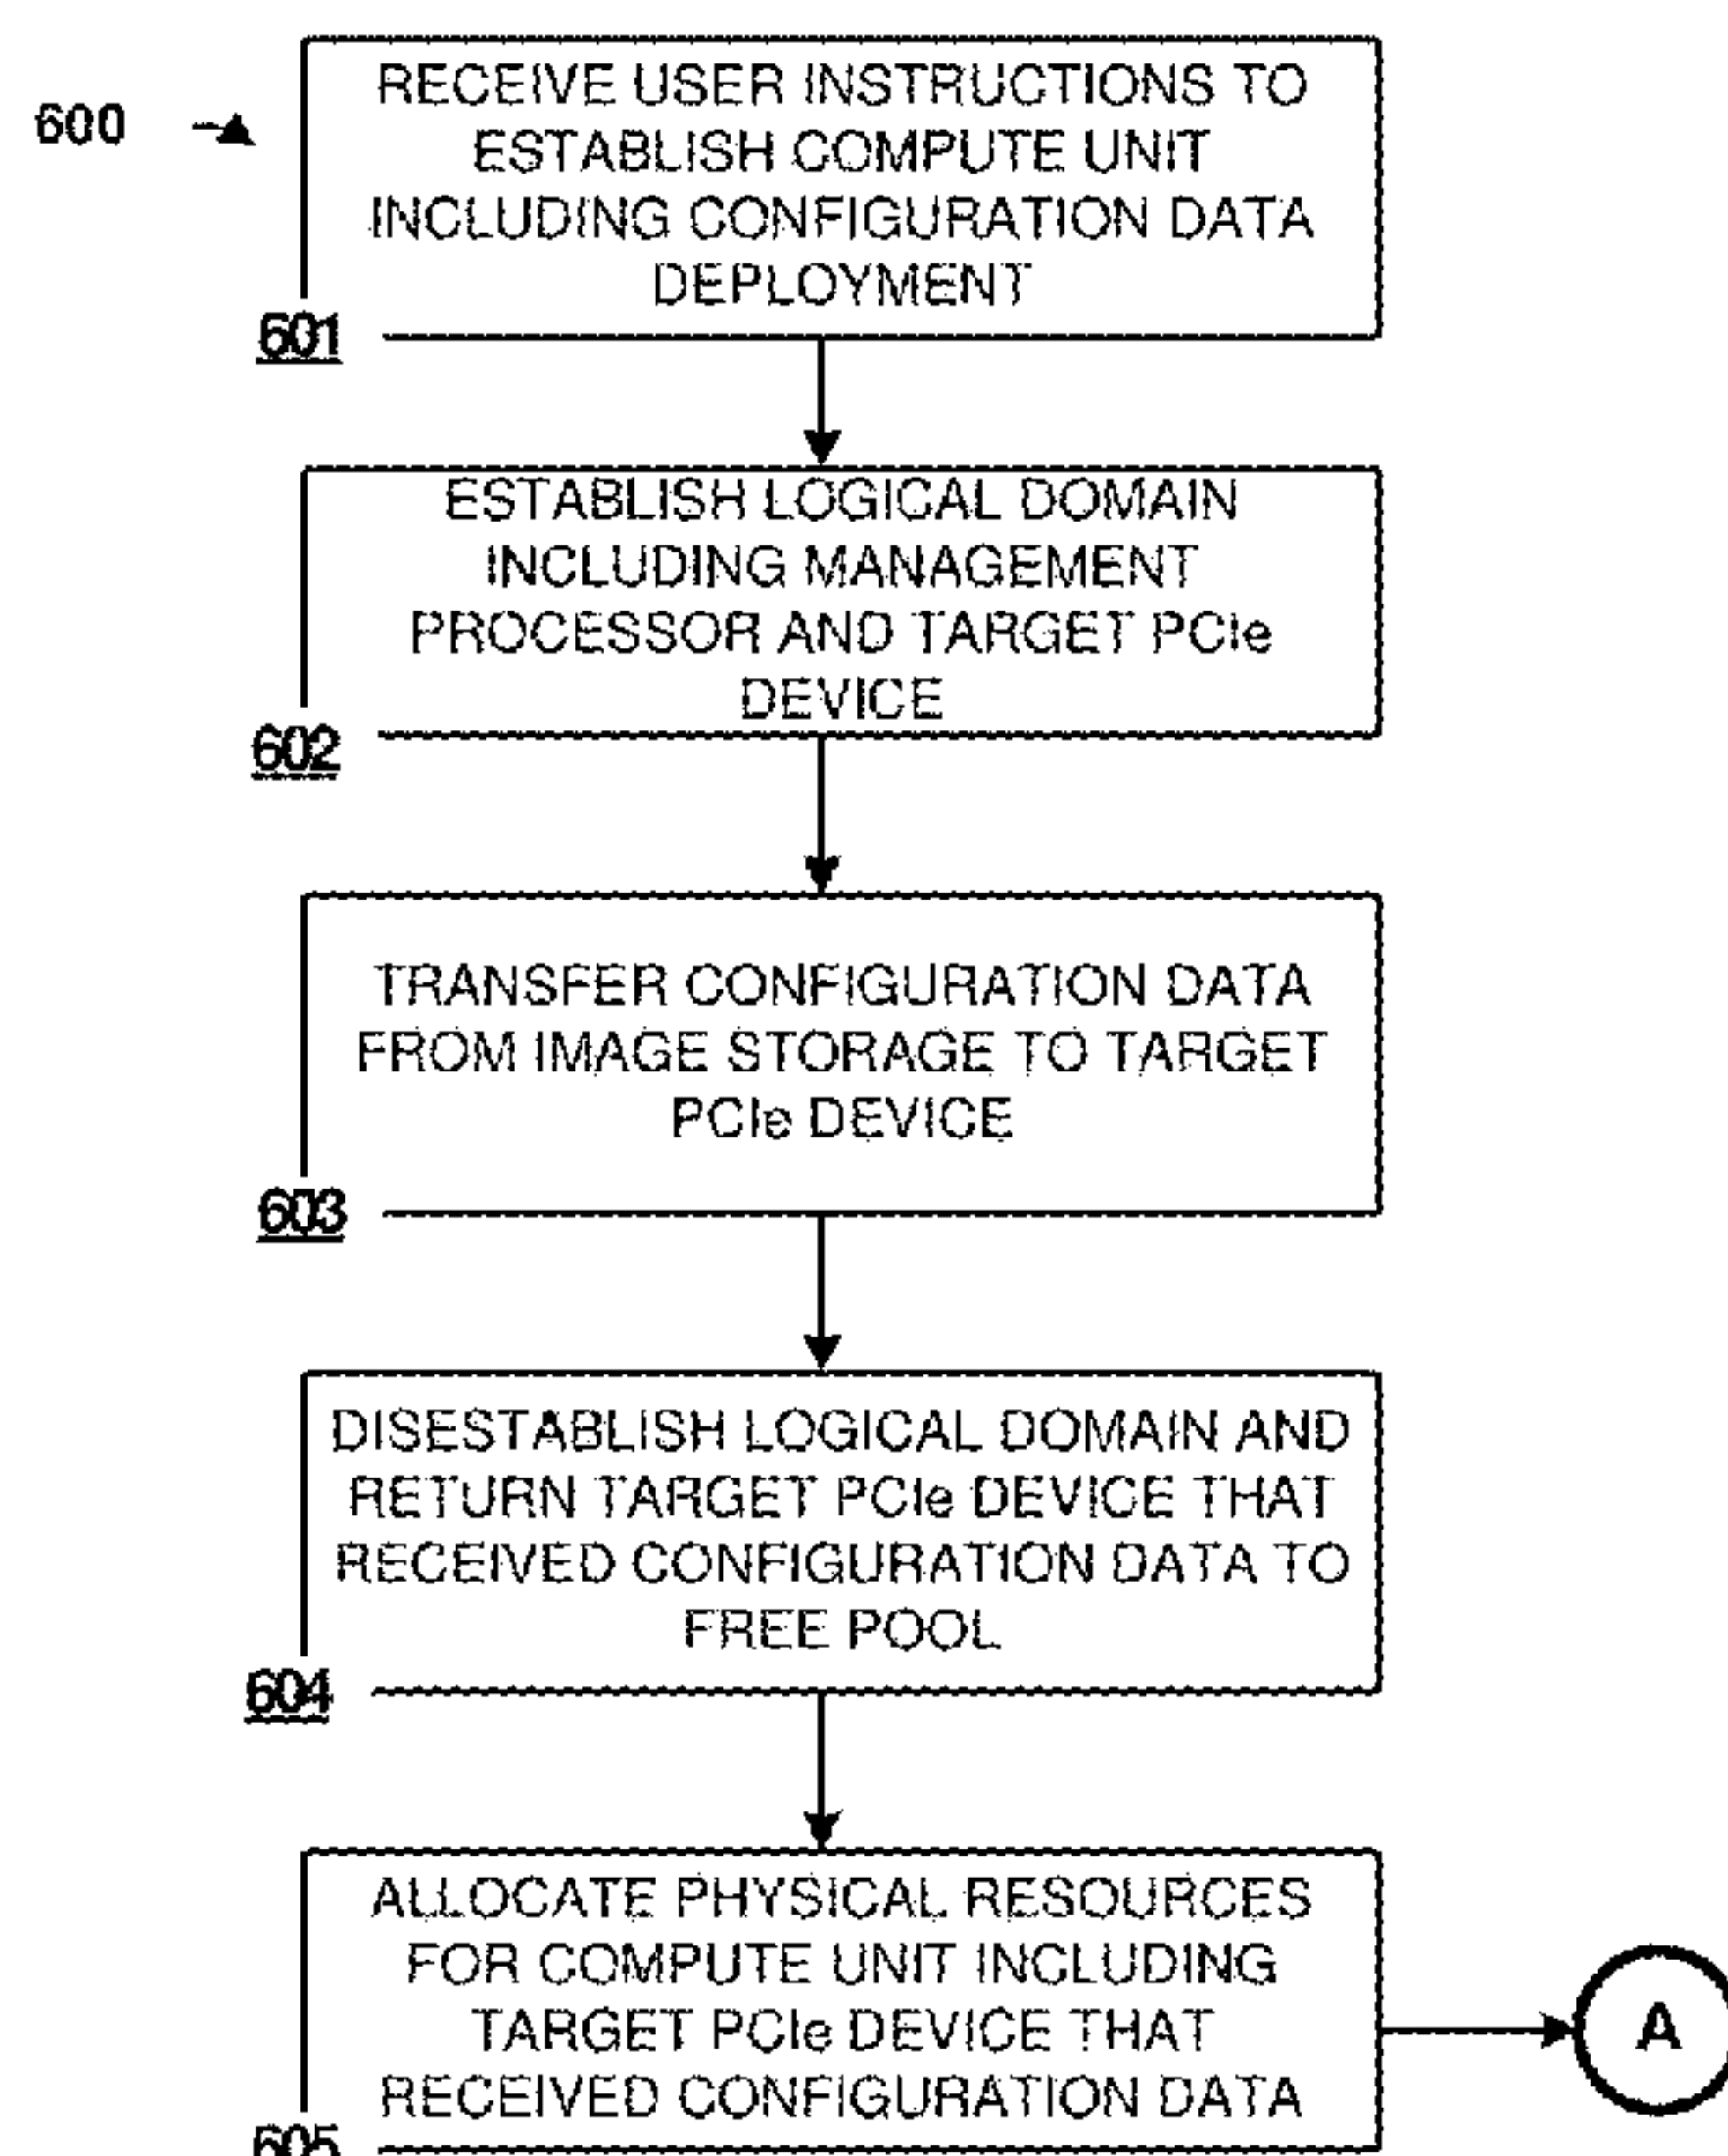 600
RECEIVE USER INSTRUCTIONS TO
ESTABLISH COMPUTE UNIT
INCLUDING CONFIGURATION DATA
DEPLOYMENT
601
ESTABLISH LOGICAL DOMAIN
INCLUDING MANAGEMENT
PROCESSOR AND TARGET PCIe
DEVICE
602
TRANSFER CONFIGURATION DATA
FROM IMAGE STORAGE TO TARGET
PCIe DEVICE
603
DISESTABLISH LOGICAL DOMAIN AND
RETURN TARGET PCIe DEVICE THAT
RECEIVED CONFIGURATION DATA TO
FREE POOL
604
ALLOCATE PHYSICAL RESOURCES
FOR COMPUTE UNIT INCLUDING
TARGET PCIe DEVICE THAT
RECEIVED CONFIGURATION DATA
605
A